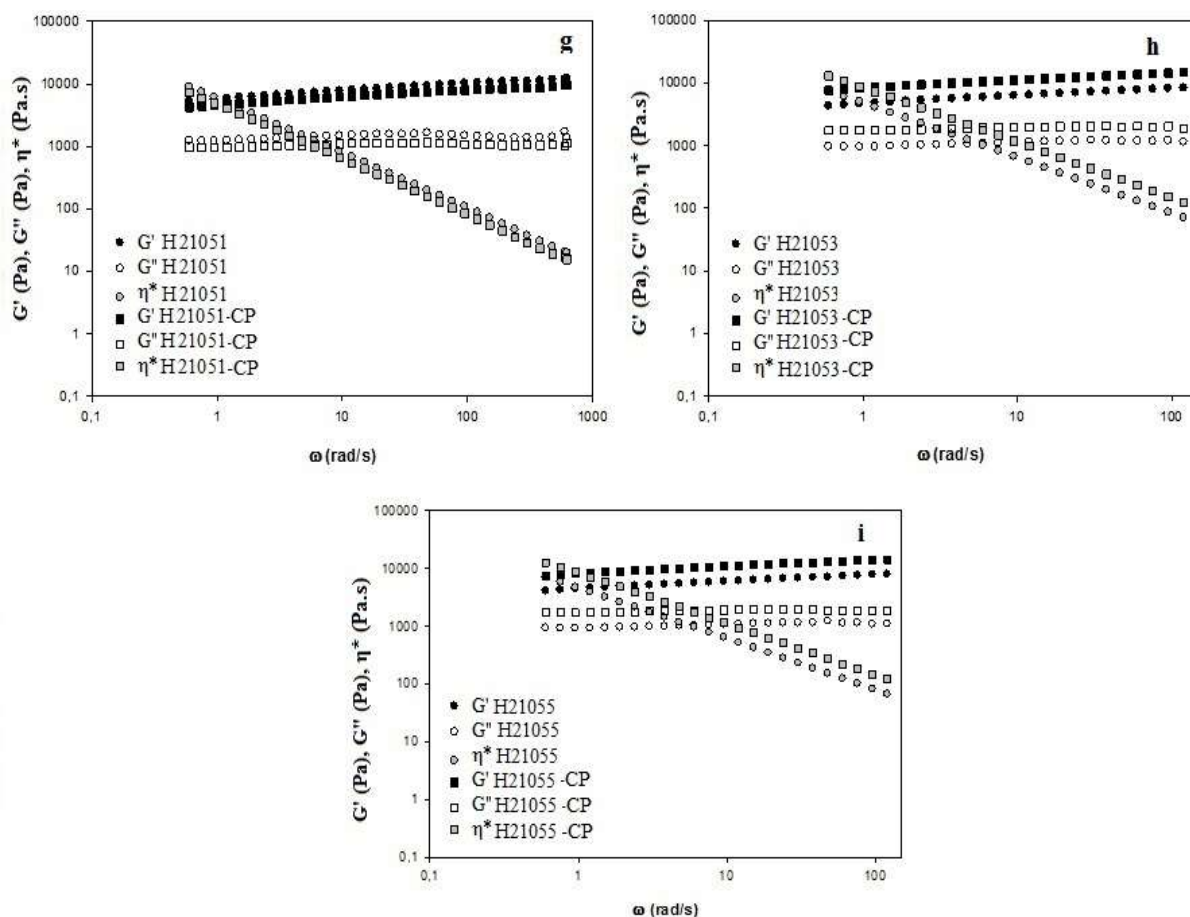 g
G' (Pa), G'' (Pa), η* (Pa.s)
100000
10000
1000
100
10
1
0,1
G' H21051
G'' H21051
η* H21051
G' H21051-CP
G'' H21051-CP
η* H21051-CP
0,1 1 10 100 1000
ω (rad/s)
h
G' (Pa), G'' (Pa), η* (Pa.s)
100000
10000
1000
100
10
1
0,1
G' H21053
G'' H21053
η* H21053
G' H21053 -CP
G'' H21053 -CP
η* H21053 -CP
0,1 1 10 100
ω (rad/s)
i
G' (Pa), G'' (Pa), η* (Pa.s)
100000
10000
1000
100
10
1
0,1
G' H21055
G'' H21055
η* H21055
G' H21055 -CP
G'' H21055 -CP
η* H21055 -CP
0,1 1 10 100
ω (rad/s)